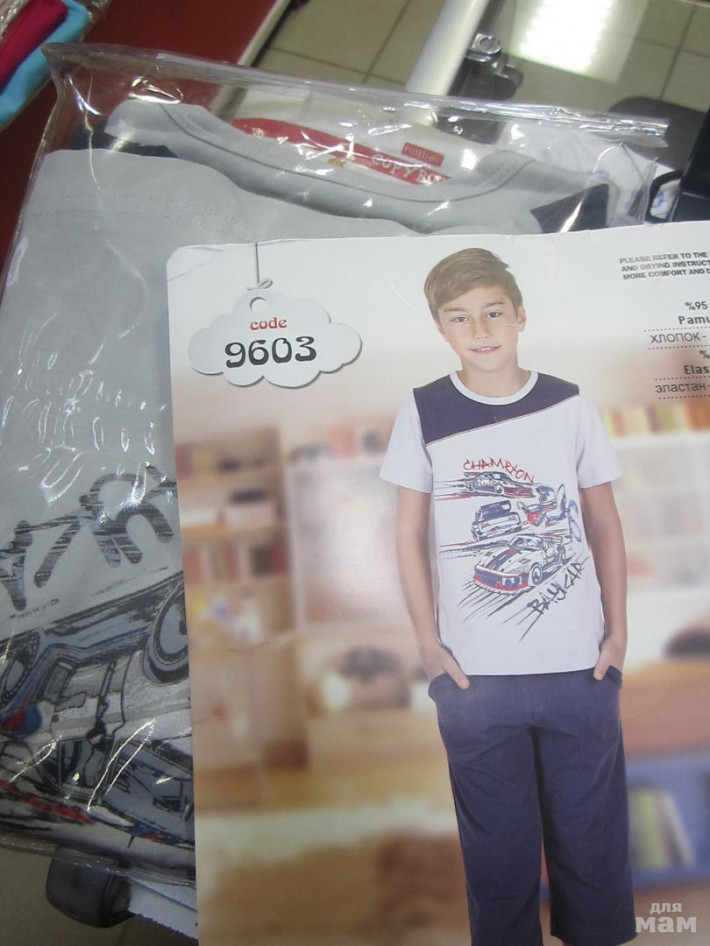 PLEASE REFER TO THE
AND DRYING INSTRUCT
MORE COMFORT AND D
code
9603
%95
Pamu
ХЛОПОК-
%
Elas
эластан-
CHAMPION
для
мам